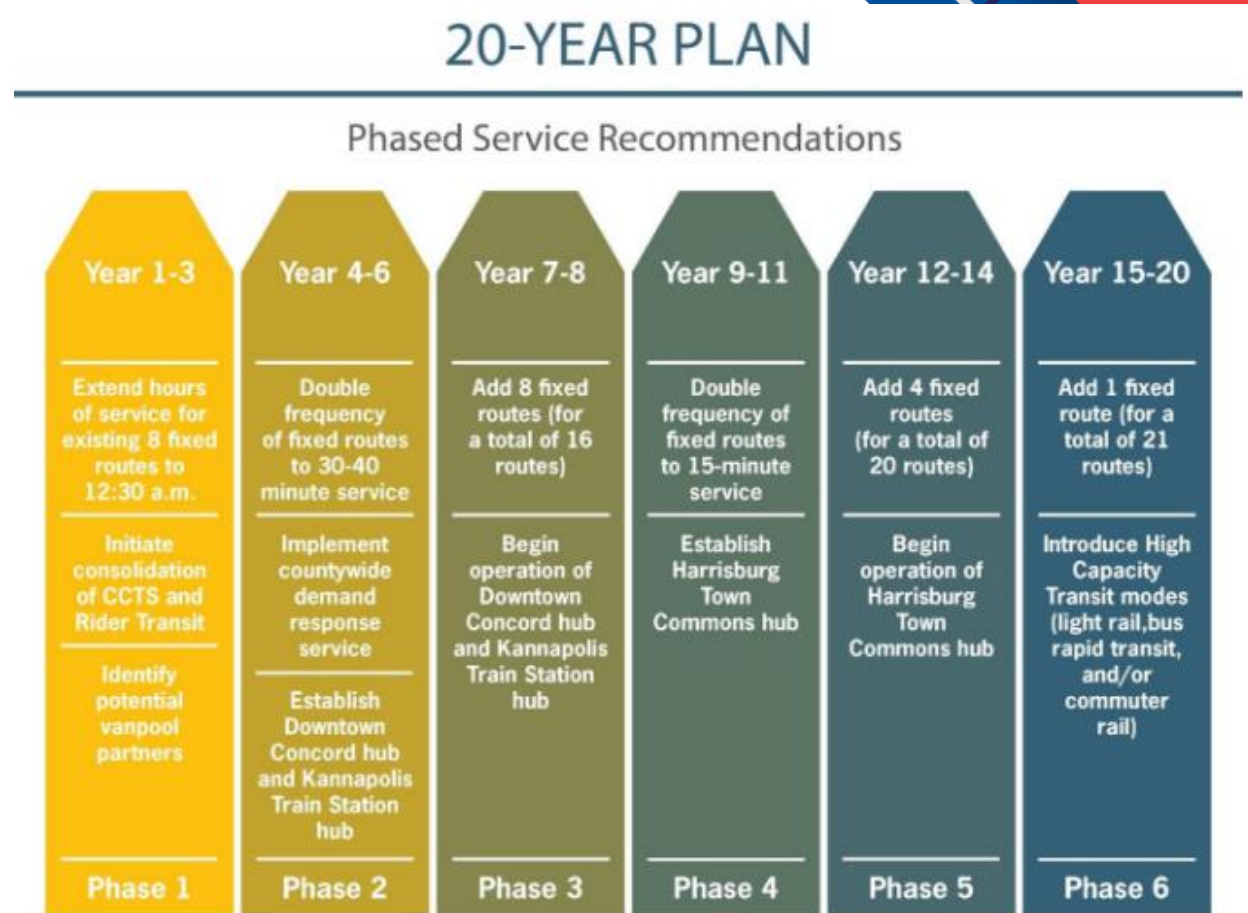 20-YEAR PLAN
Phased Service Recommendations
Year 1-3
Extend hours
of service for
existing 8 fixed
routes to
12:30 a.m.
Initiate
consolidation
of CCTS and
Rider Transit
Identify
potential
vanpool
partners
Phase 1
Year 4-6
Double
frequency
of fixed routes
to 30-40
minute service
Implement
countywide
demand
response
service
Establish
Downtown
Concord hub
and Kannapolis
Train Station
hub
Phase 2
Year 7-8
Add 8 fixed
routes (for
a total of 16
routes)
Begin
operation of
Downtown
Concord hub
and Kannapolis
Train Station
hub
Phase 3
Year 9-11
Double
frequency of
fixed routes
to 15-minute
service
Establish
Harrisburg
Town
Commons hub
Phase 4
Year 12-14
Add 4 fixed
routes
(for a total of
20 routes)
Begin
operation of
Harrisburg
Town
Commons hub
Phase 5
Year 15-20
Add 1 fixed
route (for a
total of 21
routes)
Introduce High
Capacity
Transit modes
(light rail,bus
rapid transit,
and/or
commuter
rail)
Phase 6